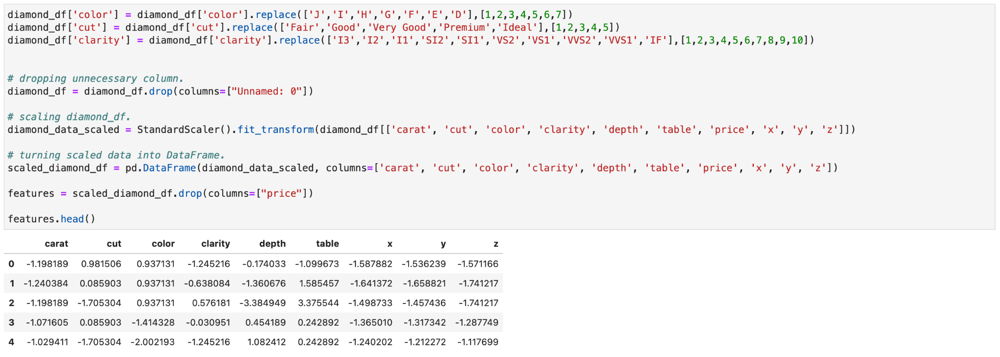 diamond_df['color'] = diamond_df['color'].replace(['J','I','H','G','F','E','D'],[1,2,3,4,5,6,7])
diamond_df['cut'] = diamond_df['cut'].replace(['Fair','Good','Very Good','Premium','Ideal'],[1,2,3,4,5])
diamond_df['clarity'] = diamond_df['clarity'].replace(['I3','I2','I1','SI2','SI1','VS2','VS1','VVS2','VVS1','IF'],[1,2,3,4,5,6,7,8,9,10])
# dropping unnecessary column.
diamond_df = diamond_df.drop(columns=["Unnamed: 0"])
# scaling diamond_df.
diamond_data_scaled = StandardScaler().fit_transform(diamond_df[['carat', 'cut', 'color', 'clarity', 'depth', 'table', 'price', 'x', 'y', 'z']])
# turning scaled data into DataFrame.
scaled_diamond_df = pd.DataFrame(diamond_data_scaled, columns=['carat', 'cut', 'color', 'clarity', 'depth', 'table', 'price', 'x', 'y', 'z'])
features = scaled_diamond_df.drop(columns=["price"])
features.head()
carat cut color clarity depth table x y z
0 -1.198189 0.981506 0.937131 -1.245216 -0.174033 -1.099673 -1.587882 -1.536239 -1.571166
1 -1.240384 0.085903 0.937131 -0.638084 -1.360676 1.585457 -1.641372 -1.658821 -1.741217
2 -1.198189 -1.705304 0.937131 0.576181 -3.384949 3.375544 -1.498733 -1.457436 -1.741217
3 -1.071605 0.085903 -1.414328 -0.030951 0.454189 0.242892 -1.365010 -1.317342 -1.287749
4 -1.029411 -1.705304 -2.002193 -1.245216 1.082412 0.242892 -1.240202 -1.212272 -1.117699